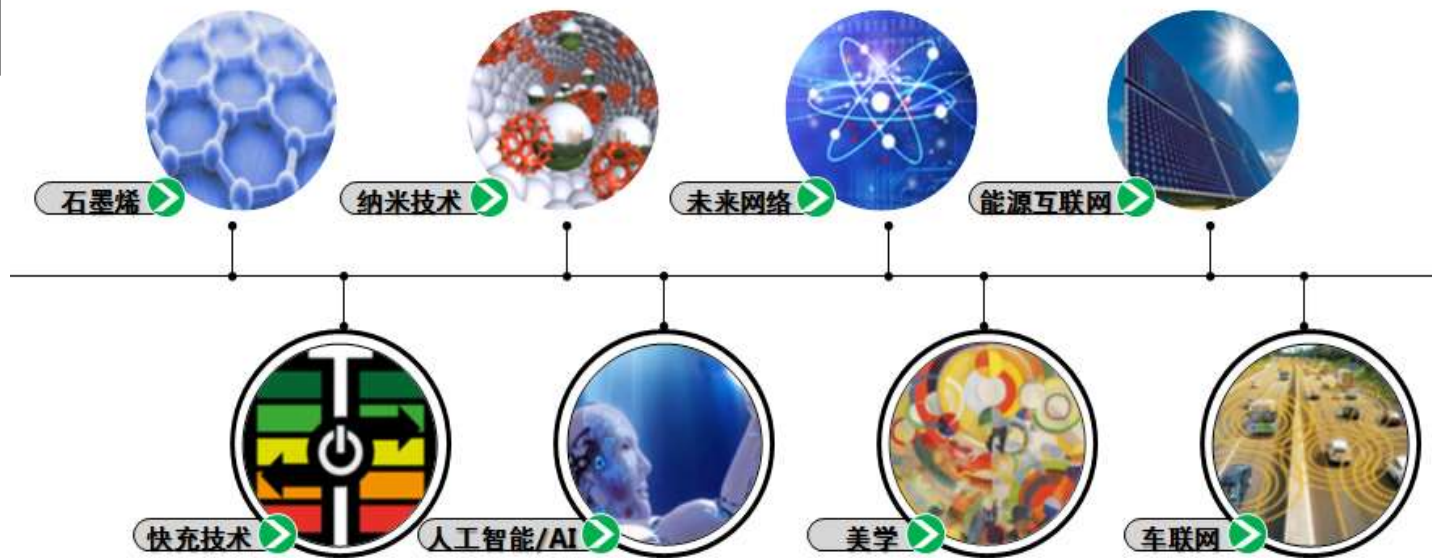 石墨烯
纳米技术
未来网络
能源互联网
快充技术
人工智能/AI
美学
车联网